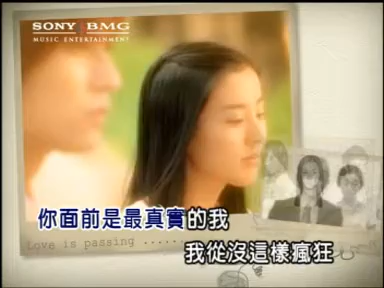 SONY BMG
MUSIC ENTERTAINMENT
你面前是最真實的我
Love is passing ......
我從沒這樣瘋狂